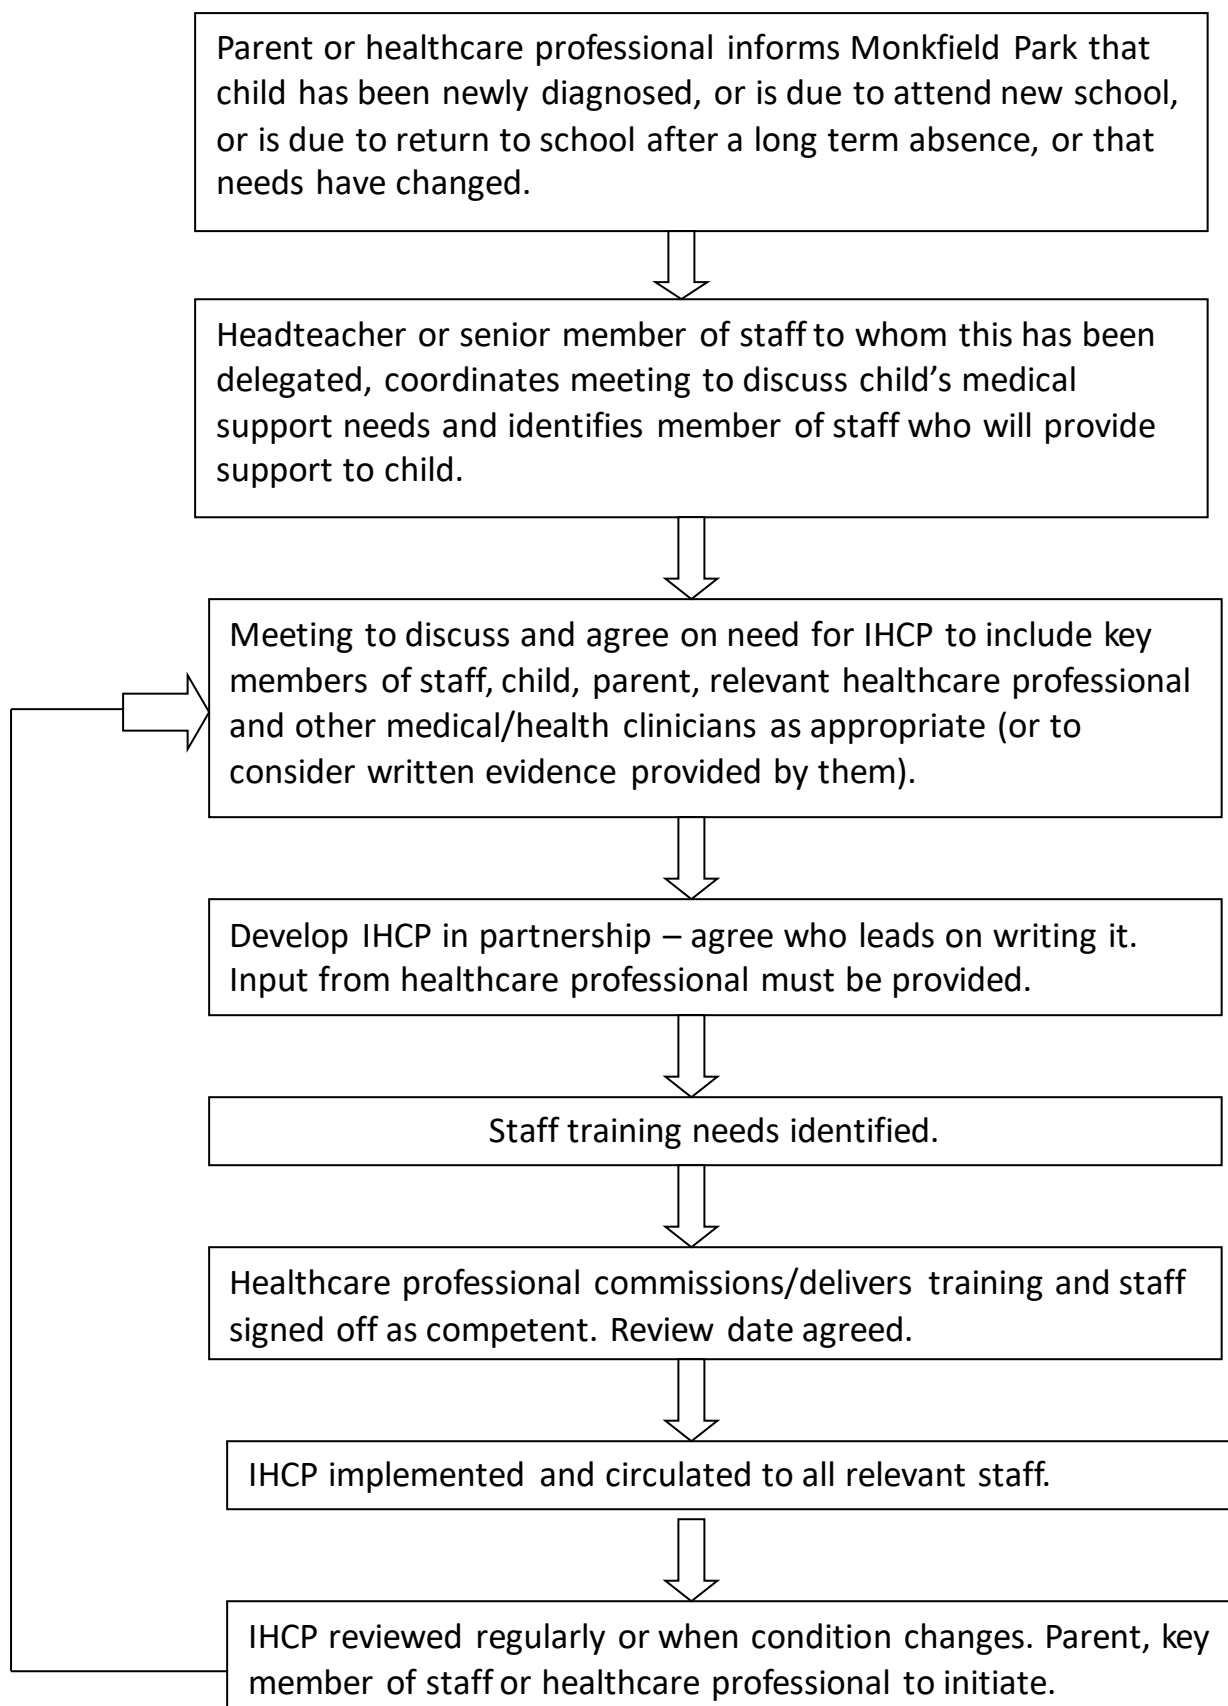 Parent or healthcare professional informs Monkfield Park that
child has been newly diagnosed, or is due to attend new school,
or is due to return to school after a long term absence, or that
needs have changed.
Headteacher or senior member of staff to whom this has been
delegated, coordinates meeting to discuss child’s medical
support needs and identifies member of staff who will provide
support to child.
Meeting to discuss and agree on need for IHCP to include key
members of staff, child, parent, relevant healthcare professional
and other medical/health clinicians as appropriate (or to
consider written evidence provided by them).
Develop IHCP in partnership – agree who leads on writing it.
Input from healthcare professional must be provided.
Staff training needs identified.
Healthcare professional commissions/delivers training and staff
signed off as competent. Review date agreed.
IHCP implemented and circulated to all relevant staff.
IHCP reviewed regularly or when condition changes. Parent, key
member of staff or healthcare professional to initiate.